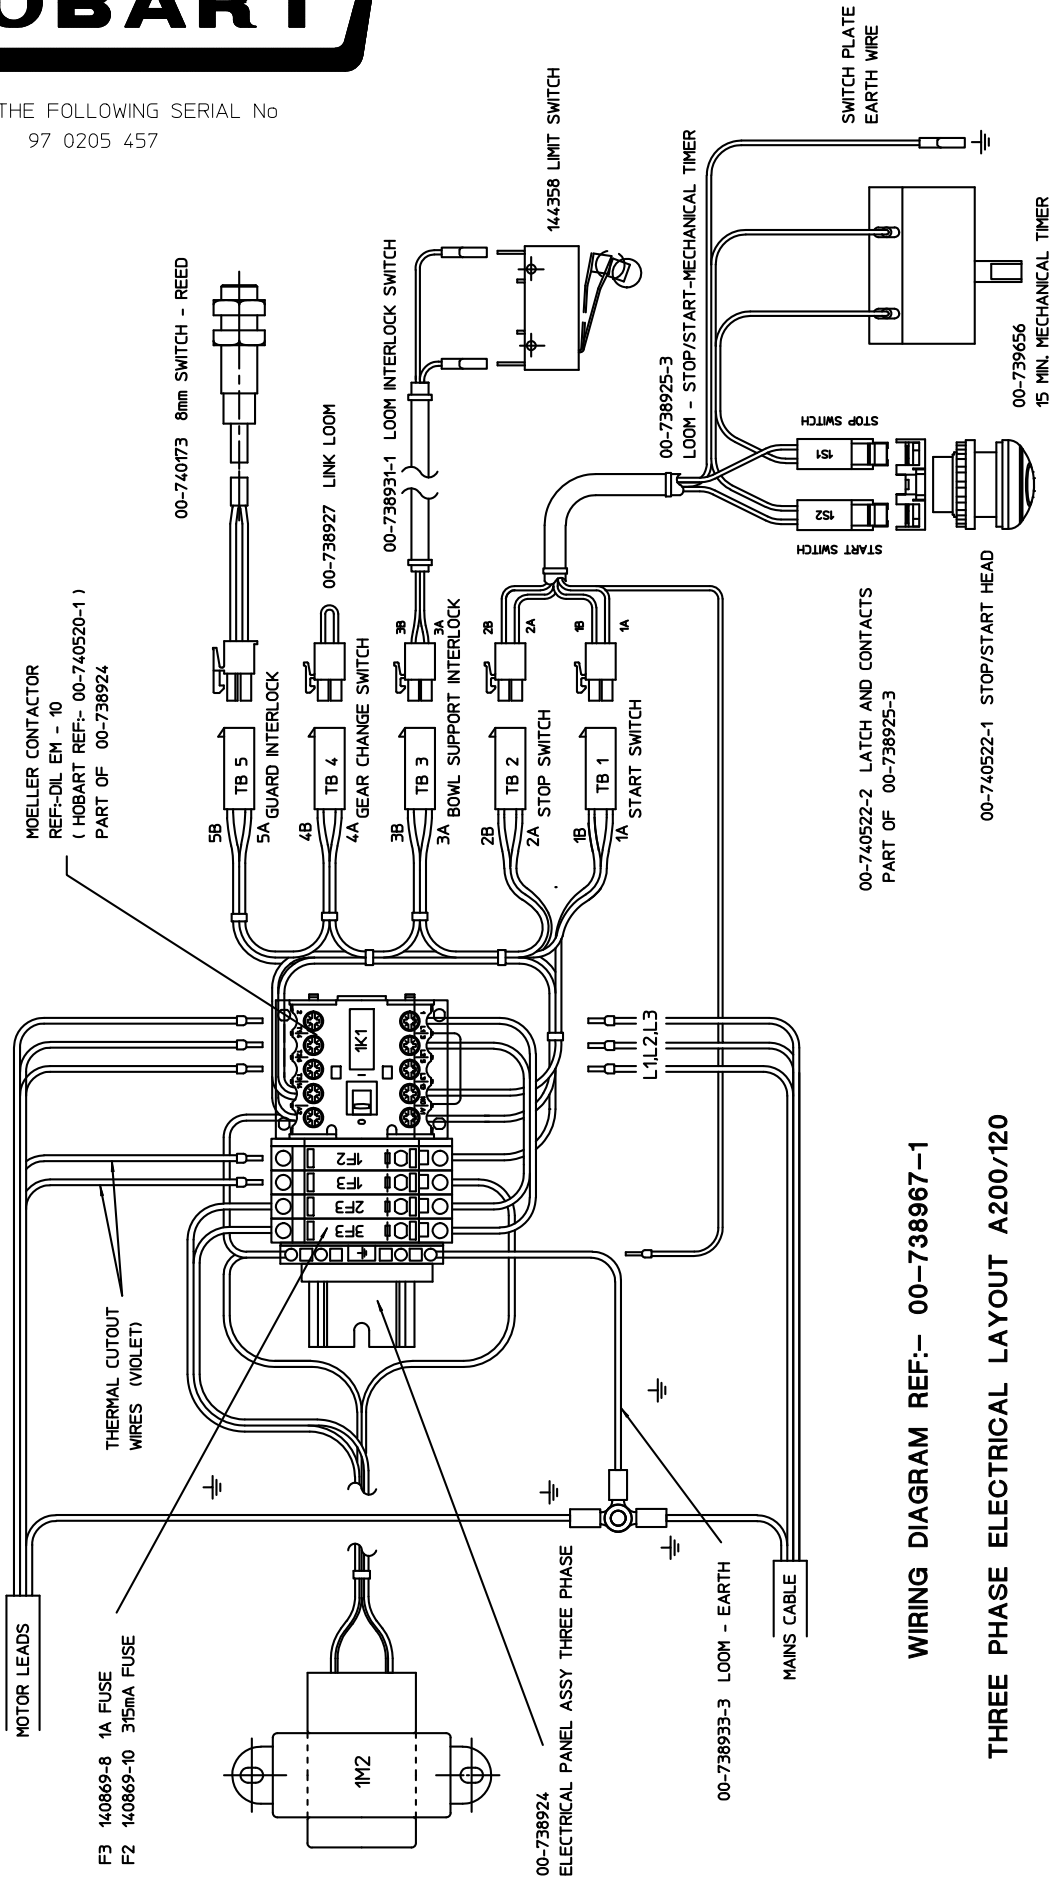 HOBART
THE FOLLOWING SERIAL No
97 0205 457
MOELLER CONTACTOR
REF:-DIL EM - 10
( HOBART REF:- 00-740520-1 )
PART OF 00-738924
00-740173 8mm SWITCH - REED
00-738927 LINK LOOM
00-738931-1 LOOM INTERLOCK SWITCH
144358 LIMIT SWITCH
00-738925-3
LOOM - STOP/START-MECHANICAL TIMER
SWITCH PLATE
EARTH WIRE
00-739656
15 MIN. MECHANICAL TIMER
STOP SWITCH
1S1
1S2
START SWITCH
00-740522-2 LATCH AND CONTACTS
PART OF 00-738925-3
00-740522-1 STOP/START HEAD
5B
5A
TB 5
GUARD INTERLOCK
4B
4A
TB 4
GEAR CHANGE SWITCH
3B
3A
TB 3
BOWL SUPPORT INTERLOCK
3B
3A
2B
2A
TB 2
STOP SWITCH
2B
2A
1B
1A
TB 1
START SWITCH
1B
1A
1K1
L1,L2,L3
1F2
1F3
2F3
3F3
THERMAL CUTOUT
WIRES (VIOLET)
MOTOR LEADS
F3 140869-8 1A FUSE
F2 140869-10 315mA FUSE
1M2
00-738924
ELECTRICAL PANEL ASSY THREE PHASE
00-738933-3 LOOM - EARTH
MAINS CABLE
WIRING DIAGRAM REF:- 00-738967-1
THREE PHASE ELECTRICAL LAYOUT A200/120